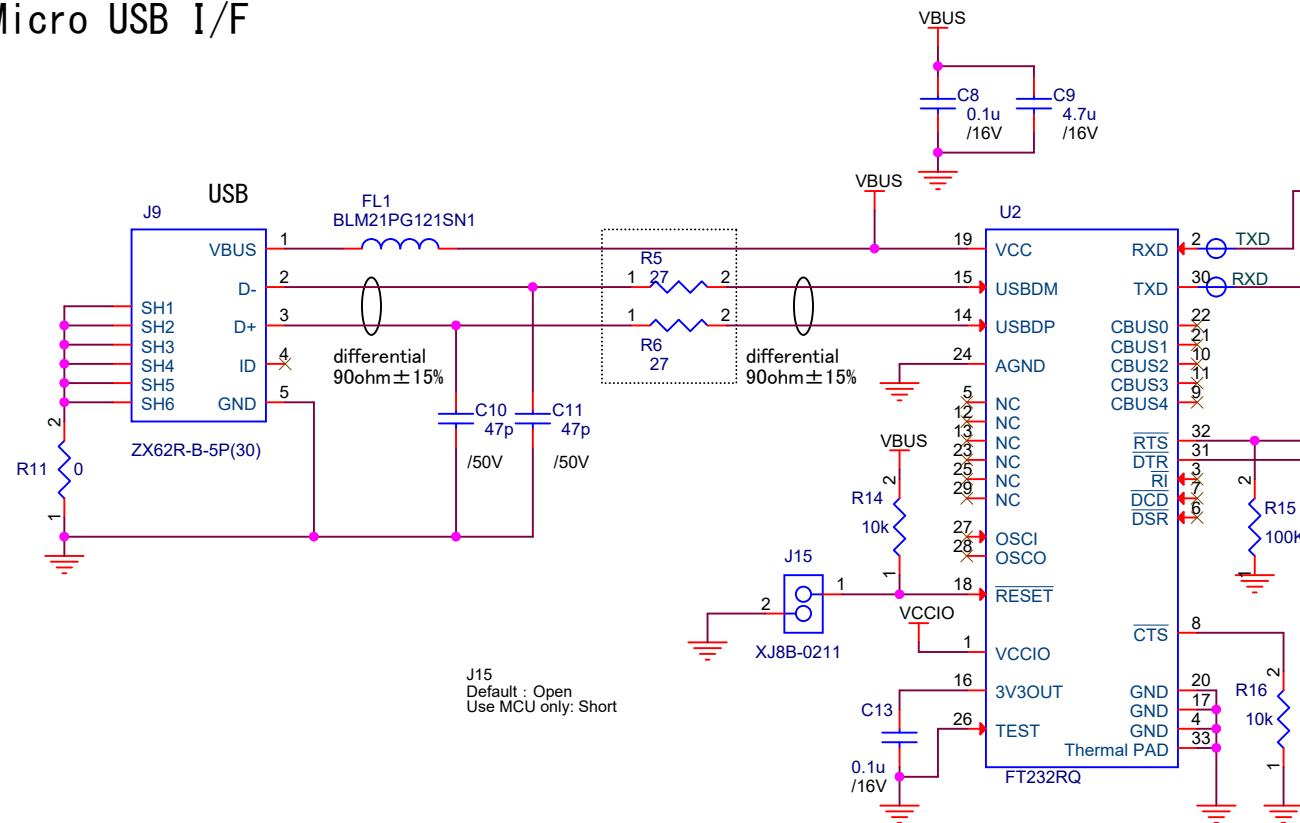 Micro USB I/F
VBUS
C8
0.1u
/16V
C9
4.7u
/16V
USB
J9
FL1
BLM21PG121SN1
VBUS
U2
VBUS 1
D- 2
D+ 3
ID 4
GND 5
SH1
SH2
SH3
SH4
SH5
SH6
ZX62R-B-5P(30)
2
R11 0
1
differential
90ohm±15%
R5
27
1 2
1 2
R6
27
differential
90ohm±15%
C10
47p
/50V
C11
47p
/50V
19 VCC
15 USBDM
14 USBDP
24 AGND
5 NC
12 NC
13 NC
23 NC
25 NC
29 NC
27 OSCI
28 OSCO
18 RESET
1 VCCIO
16 3V3OUT
26 TEST
RXD 2 TXD
TXD 30 RXD
CBUS0 22
CBUS1 21
CBUS2 10
CBUS3 11
CBUS4 9
RTS 32
DTR 31
RI 3
DCD 7
DSR 6
CTS 8
GND 20
GND 17
GND 4
Thermal PAD 33
FT232RQ
VBUS
2
R14
10k
1
J15
1
2
XJ8B-0211
VCCIO
J15
Default : Open
Use MCU only: Short
C13
0.1u
/16V
2
R15
100K
1
2
R16
10k
1